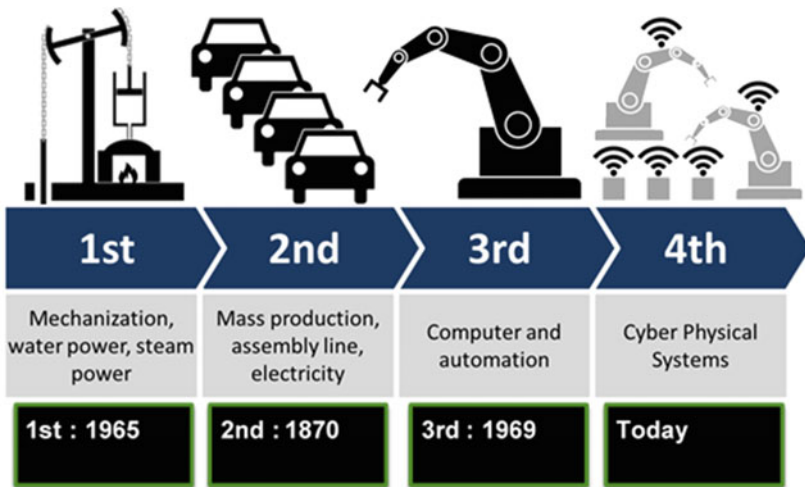 1st
2nd
3rd
4th
Mechanization,
water power, steam
power
Mass production,
assembly line,
electricity
Computer and
automation
Cyber Physical
Systems
1st : 1965
2nd : 1870
3rd : 1969
Today